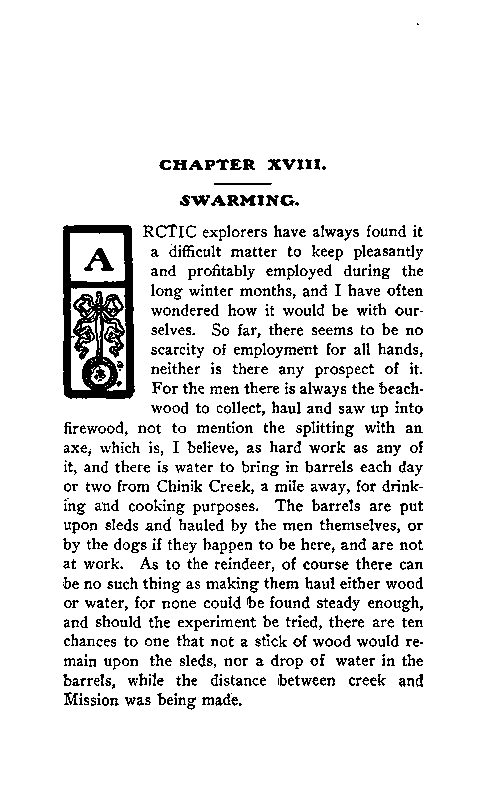 CHAPTER XVIII.
SWARMING.
ARCTIC explorers have always found it
a difficult matter to keep pleasantly
and profitably employed during the
long winter months, and I have often
wondered how it would be with our-
selves. So far, there seems to be no
scarcity of employment for all hands,
neither is there any prospect of it.
For the men there is always the beach-
wood to collect, haul and saw up into
firewood, not to mention the splitting with an
axe, which is, I believe, as hard work as any of
it, and there is water to bring in barrels each day
or two from Chinik Creek, a mile away, for drink-
ing and cooking purposes. The barrels are put
upon sleds and hauled by the men themselves, or
by the dogs if they happen to be here, and are not
at work. As to the reindeer, of course there can
be no such thing as making them haul either wood
or water, for none could be found steady enough,
and should the experiment be tried, there are ten
chances to one that not a stick of wood would re-
main upon the sleds, nor a drop of water in the
barrels, while the distance between creek and
Mission was being made.